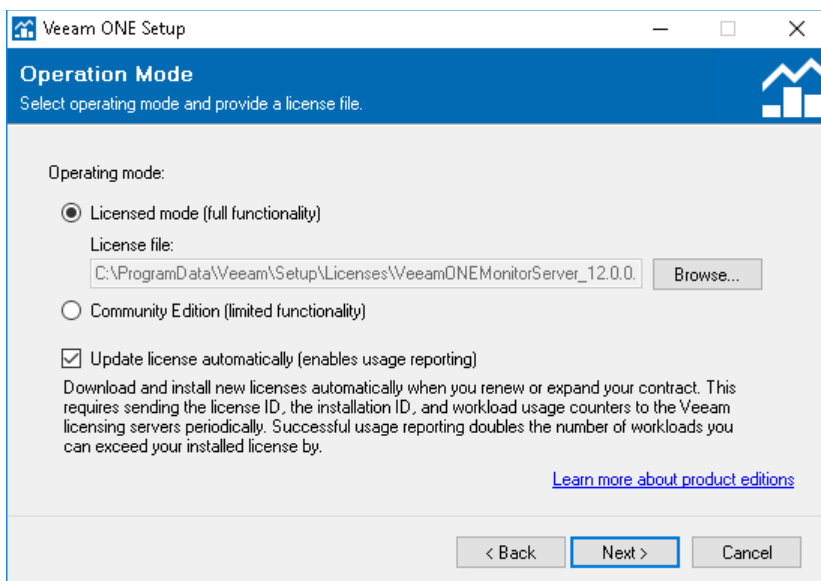 Veeam ONE Setup
Operation Mode
Select operating mode and provide a license file.
Operating mode:
Licensed mode (full functionality)
License file:
C:\ProgramData\Veeam\Setup\Licenses\VeeamONEMonitorServer_12.0.0.
Browse...
Community Edition (limited functionality)
Update license automatically (enables usage reporting)
Download and install new licenses automatically when you renew or expand your contract. This
requires sending the license ID, the installation ID, and workload usage counters to the Veeam
licensing servers periodically. Successful usage reporting doubles the number of workloads you
can exceed your installed license by.
Learn more about product editions
< Back
Next >
Cancel